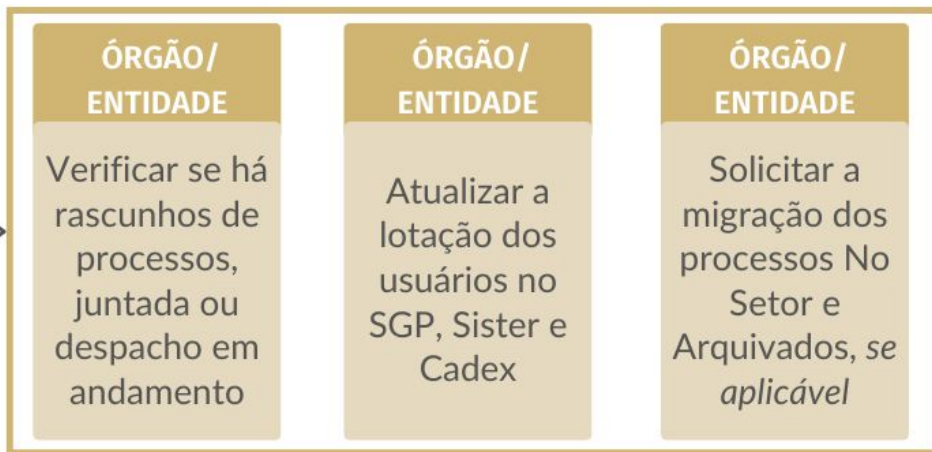 ÓRGÃO/
ENTIDADE
Verificar se há
rascunhos de
processos,
juntada ou
despacho em
andamento
ÓRGÃO/
ENTIDADE
Atualizar a
lotação dos
usuários no
SGP, Sister e
Cadex
ÓRGÃO/
ENTIDADE
Solicitar a
migração dos
processos No
Setor e
Arquivados, se
aplicável